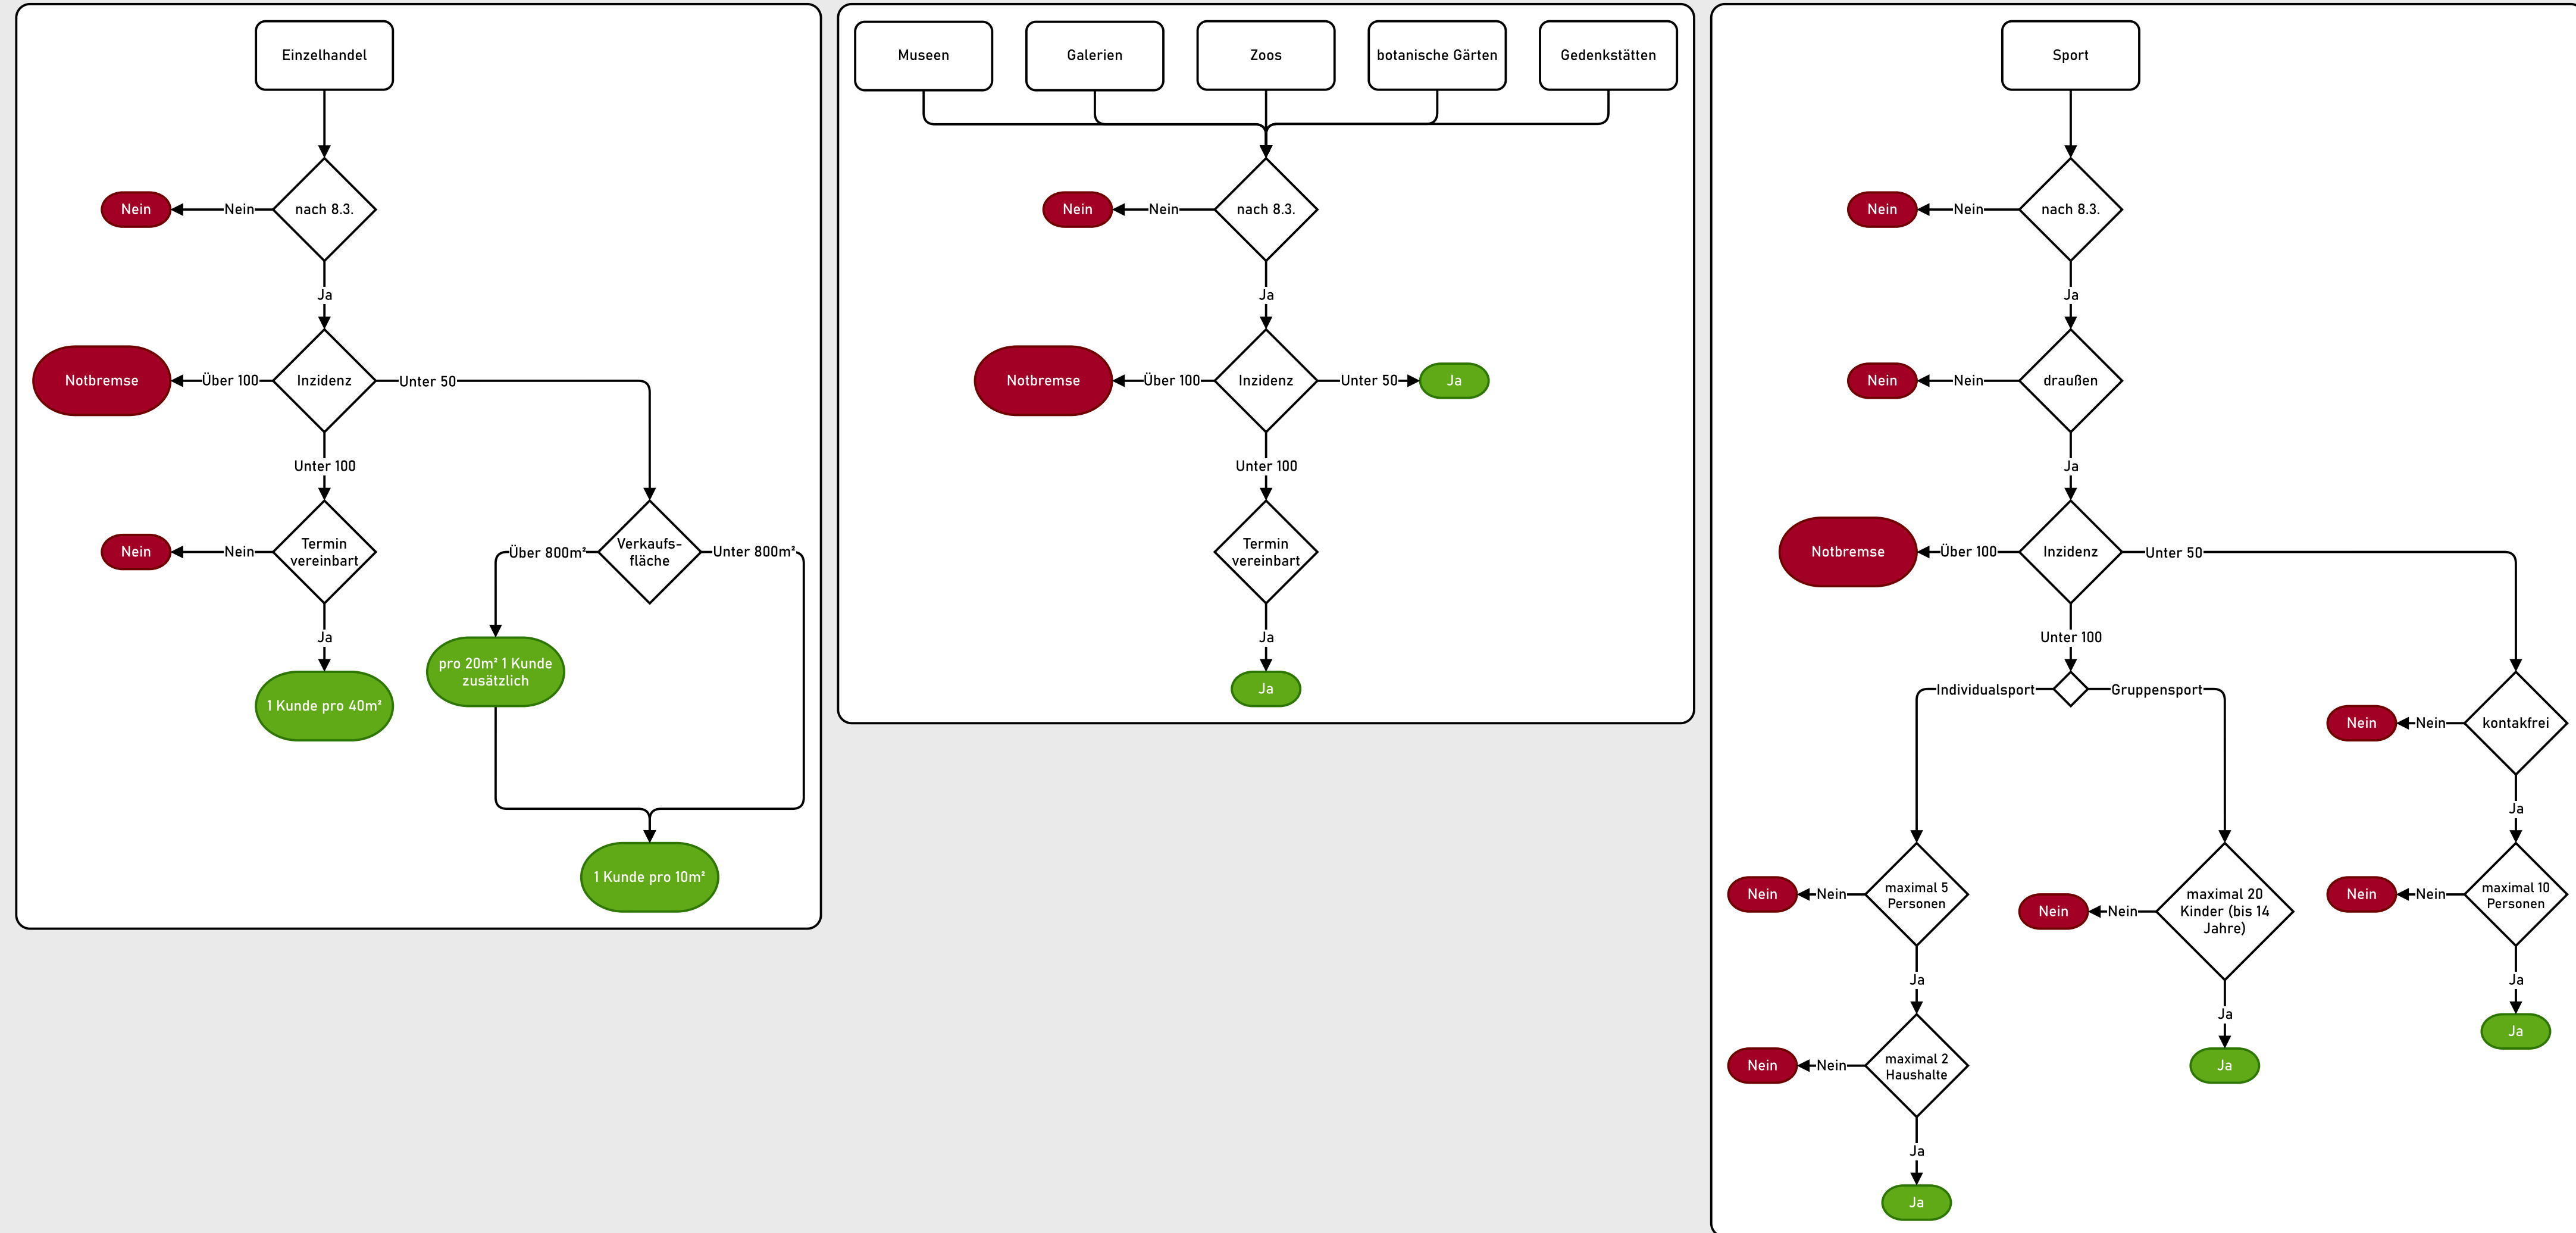 Einzelhandel
nach 8.3.
Nein
Nein
Ja
Inzidenz
Über 100
Notbremse
Unter 50
Unter 100
Termin
vereinbart
Nein
Nein
Ja
1 Kunde pro 40m²
Verkaufs-
fläche
Über 800m²
Unter 800m²
pro 20m² 1 Kunde
zusätzlich
1 Kunde pro 10m²
Museen
Galerien
Zoos
botanische Gärten
Gedenkstätten
nach 8.3.
Nein
Nein
Ja
Inzidenz
Über 100
Notbremse
Unter 50
Ja
Unter 100
Termin
vereinbart
Ja
Ja
Sport
nach 8.3.
Nein
Nein
Ja
draußen
Nein
Nein
Ja
Inzidenz
Über 100
Notbremse
Unter 50
Unter 100
Individualsport
Gruppensport
maximal 5
Personen
Nein
Nein
Ja
maximal 2
Haushalte
Nein
Nein
Ja
Ja
maximal 20
Kinder (bis 14
Jahre)
Nein
Nein
Ja
Ja
kontakfrei
Nein
Nein
Ja
maximal 10
Personen
Nein
Nein
Ja
Ja